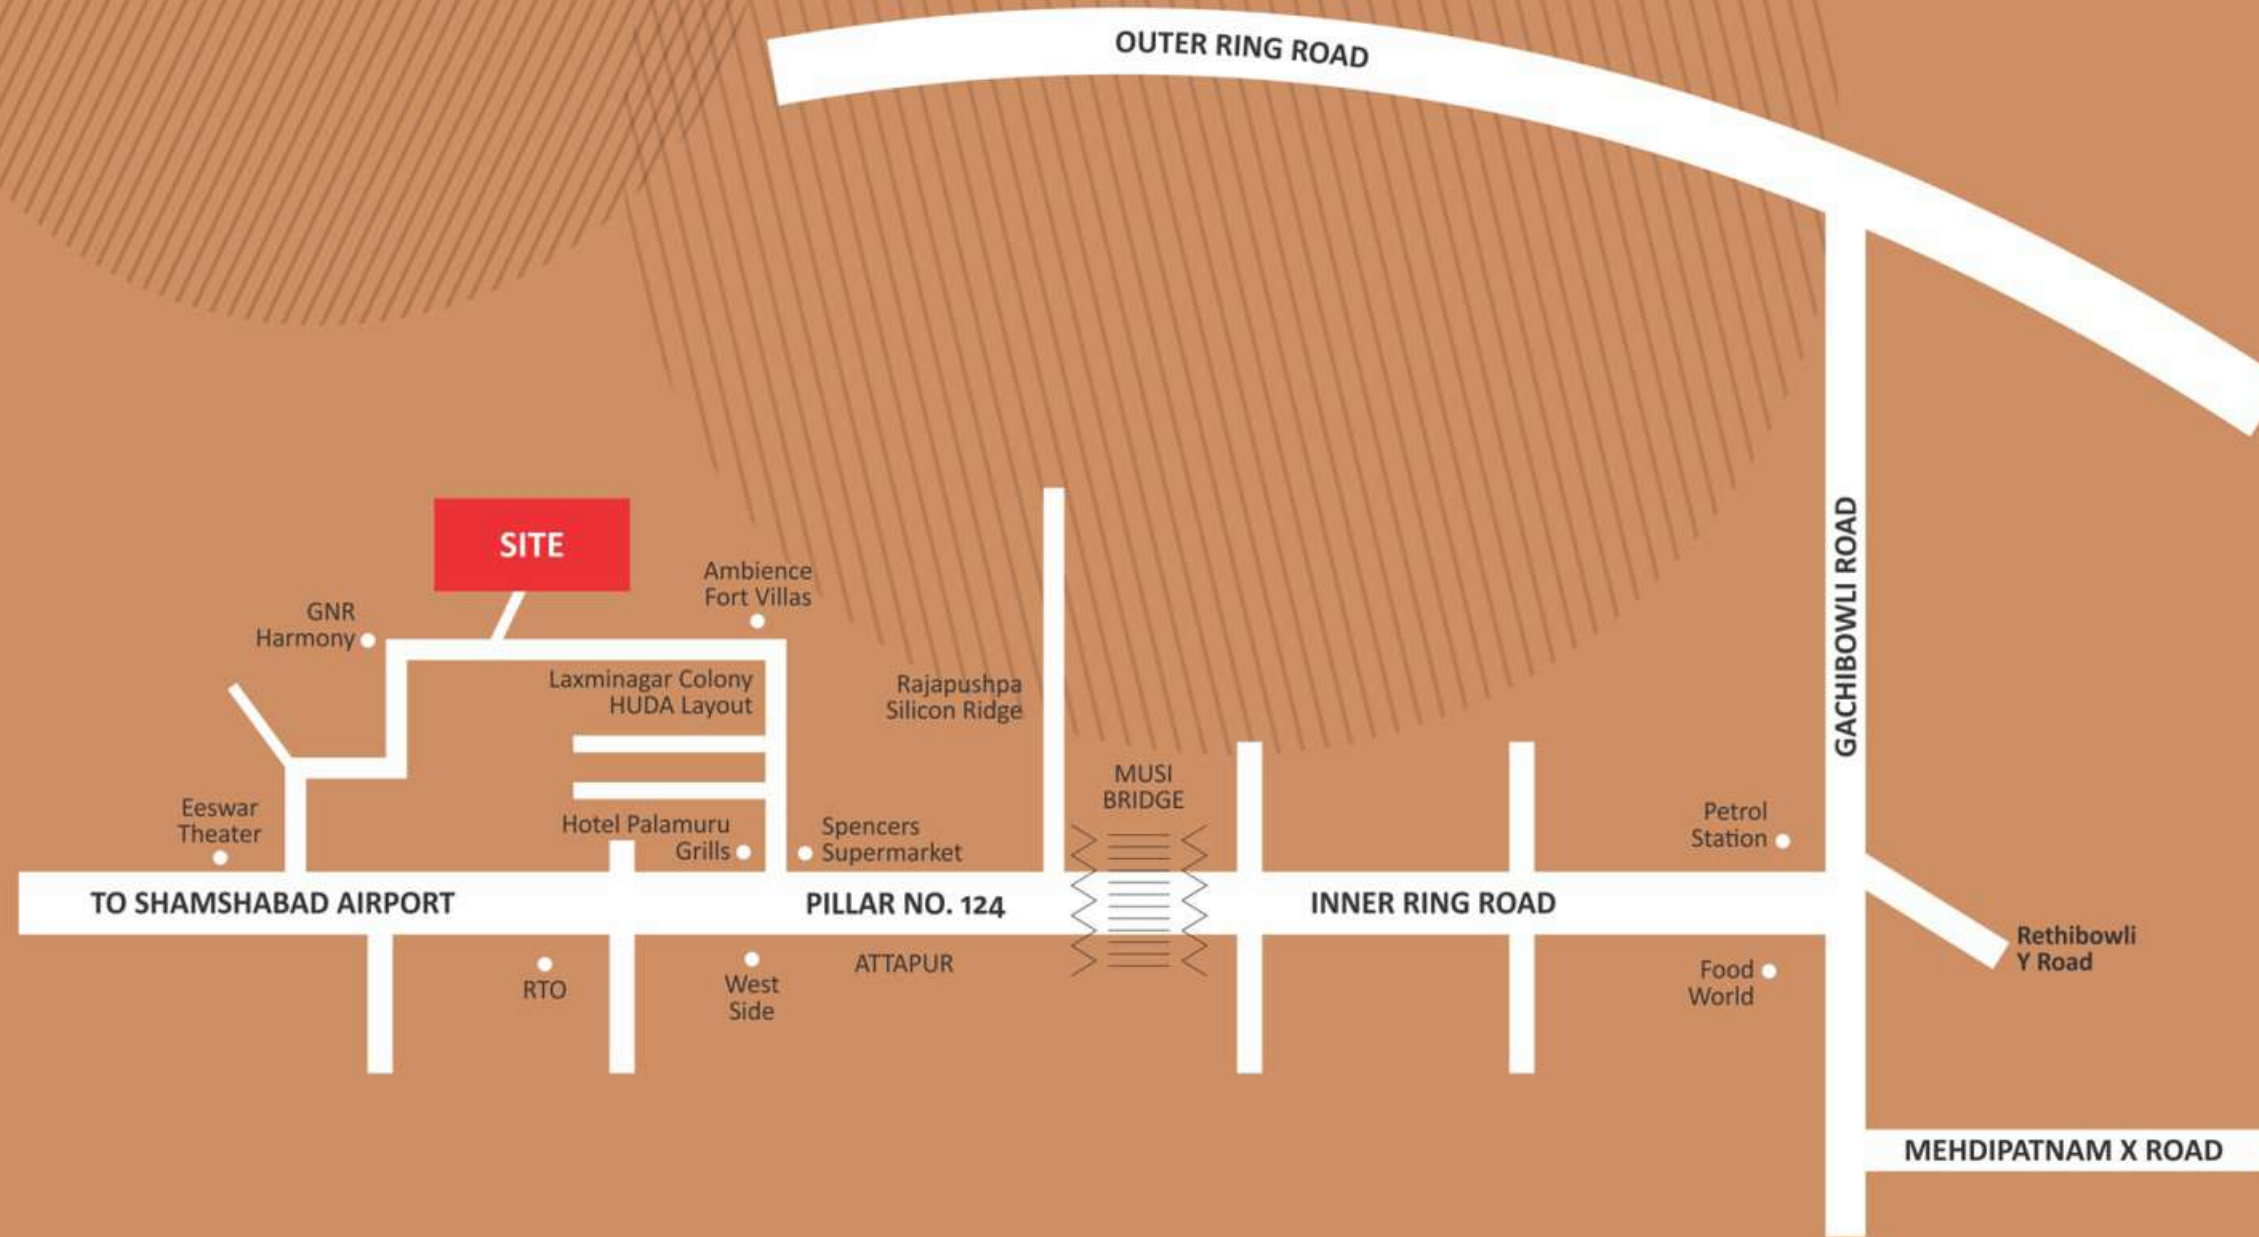 OUTER RING ROAD
SITE
Ambience
Fort Villas
GNR
Harmony
Laxminagar Colony
HUDA Layout
Rajapushpa
Silicon Ridge
GACHIBOWLI ROAD
MUSI
BRIDGE
Eeswar
Theater
Hotel Palamuru
Grills
Spencers
Supermarket
Petrol
Station
TO SHAMSHABAD AIRPORT
PILLAR NO. 124
INNER RING ROAD
Rethibowli
Y Road
RTO
West
Side
ATTAPUR
Food
World
MEHDIPATNAM X ROAD